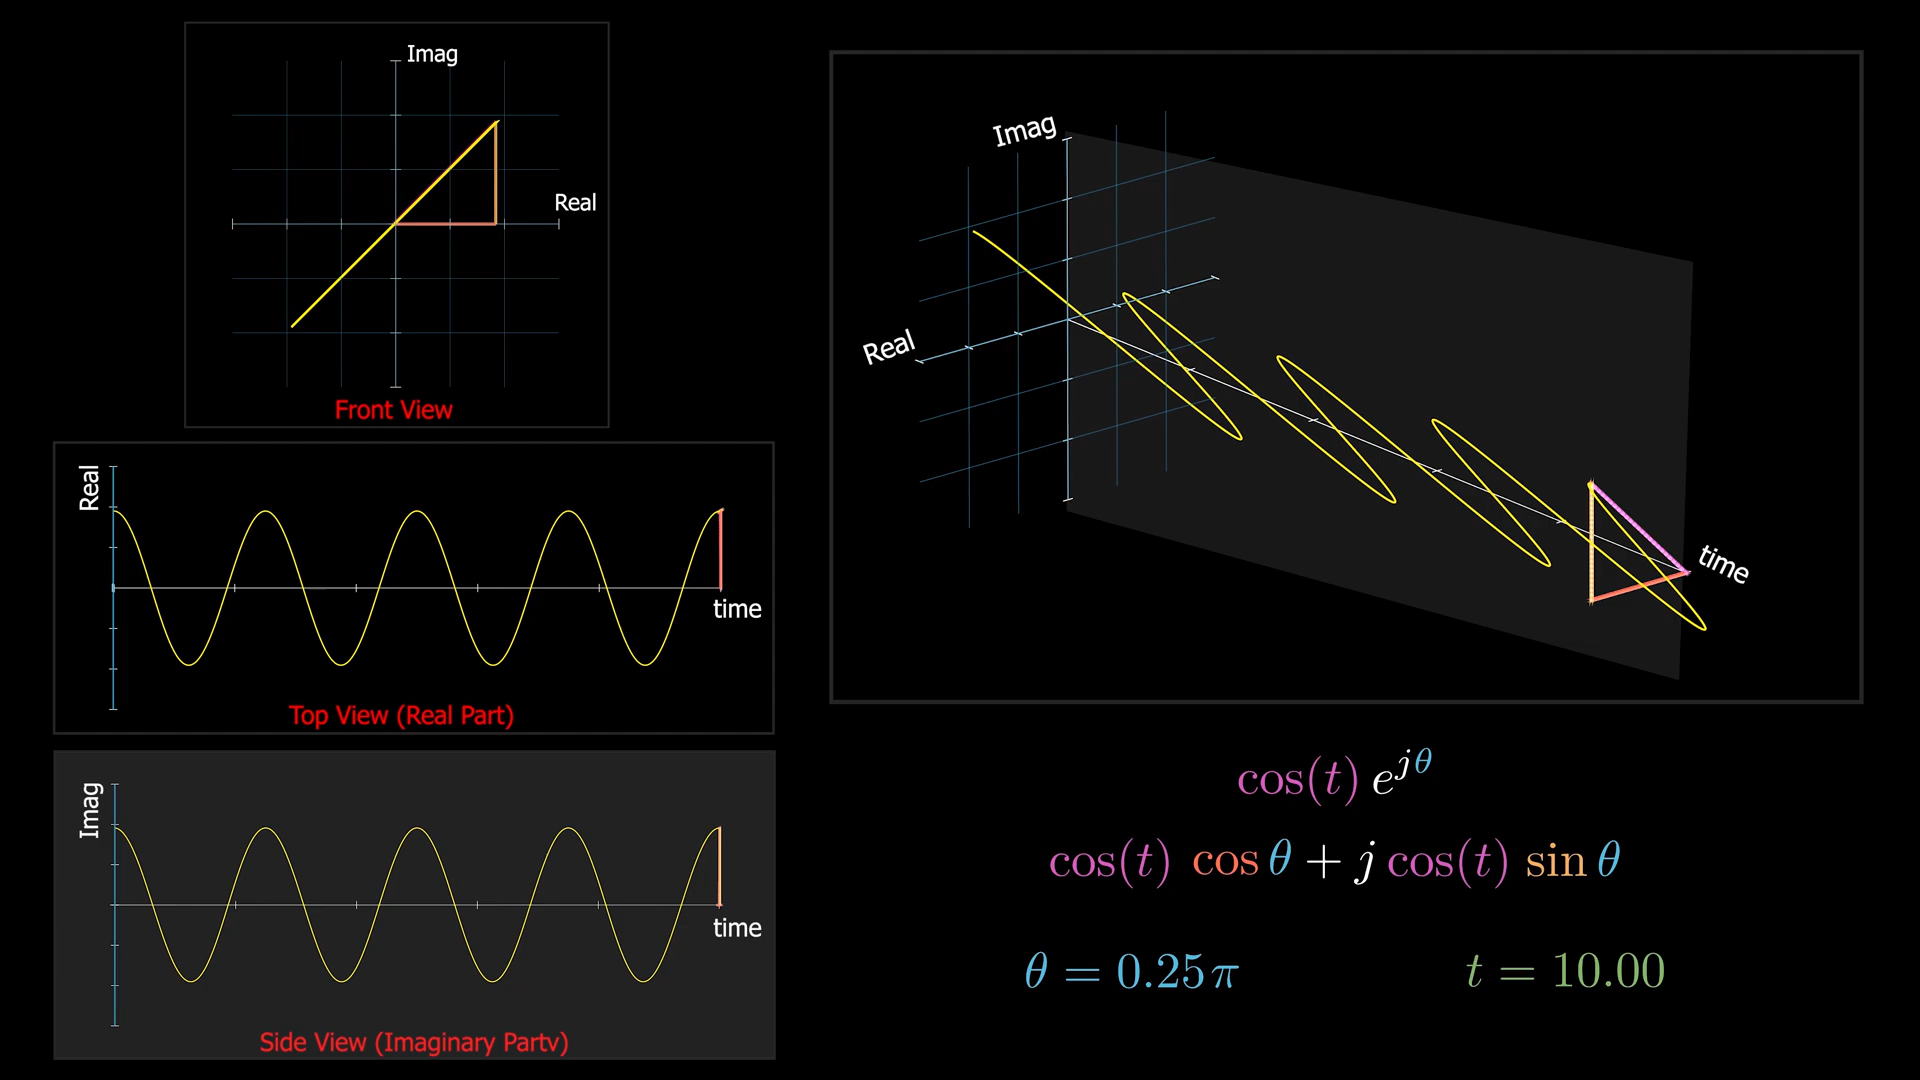 Imag
Real
Front View
Real
time
Top View (Real Part)
Imag
time
Side View (Imaginary Partv)
Imag
Real
time
cos(t) e^{jθ}
cos(t) cos θ + j cos(t) sin θ
θ = 0.25π
t = 10.00